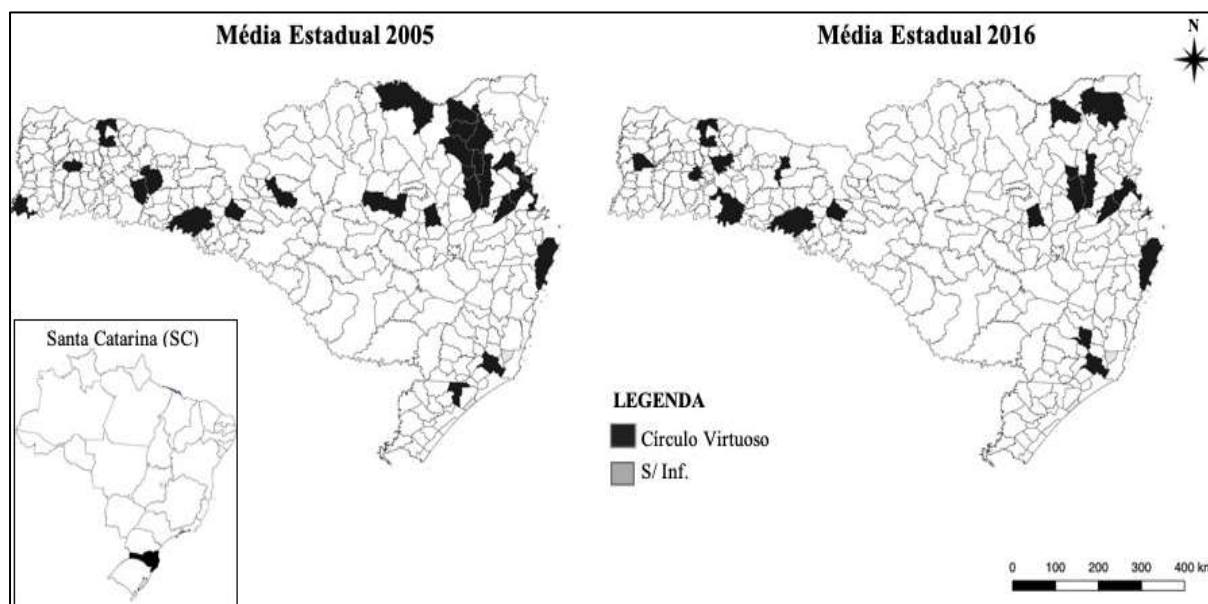 Média Estadual 2005
Média Estadual 2016
N
Santa Catarina (SC)
LEGENDA
Círculo Virtuoso
S/ Inf.
0 100 200 300 400 km